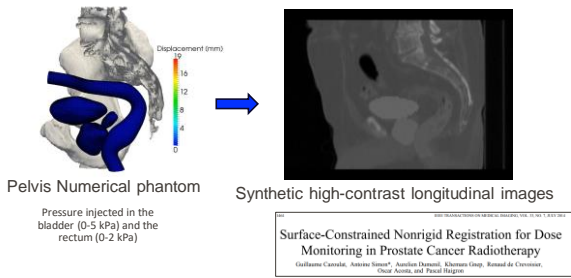 Displacement (mm)
19
16
12
8
4
0
Pelvis Numerical phantom
Pressure injected in the
bladder (0-5 kPa) and the
rectum (0-2 kPa)
Synthetic high-contrast longitudinal images
IEEE TRANSACTIONS ON MEDICAL IMAGING, VOL. 33, NO. 7, JULY 2014
Surface-Constrained Nonrigid Registration for Dose
Monitoring in Prostate Cancer Radiotherapy
Guillaume Cazoulat, Antoine Simon*, Aurelien Dumenil, Khemara Gnep, Renaud de Crevoisier,
Oscar Acosta, and Pascal Haigron